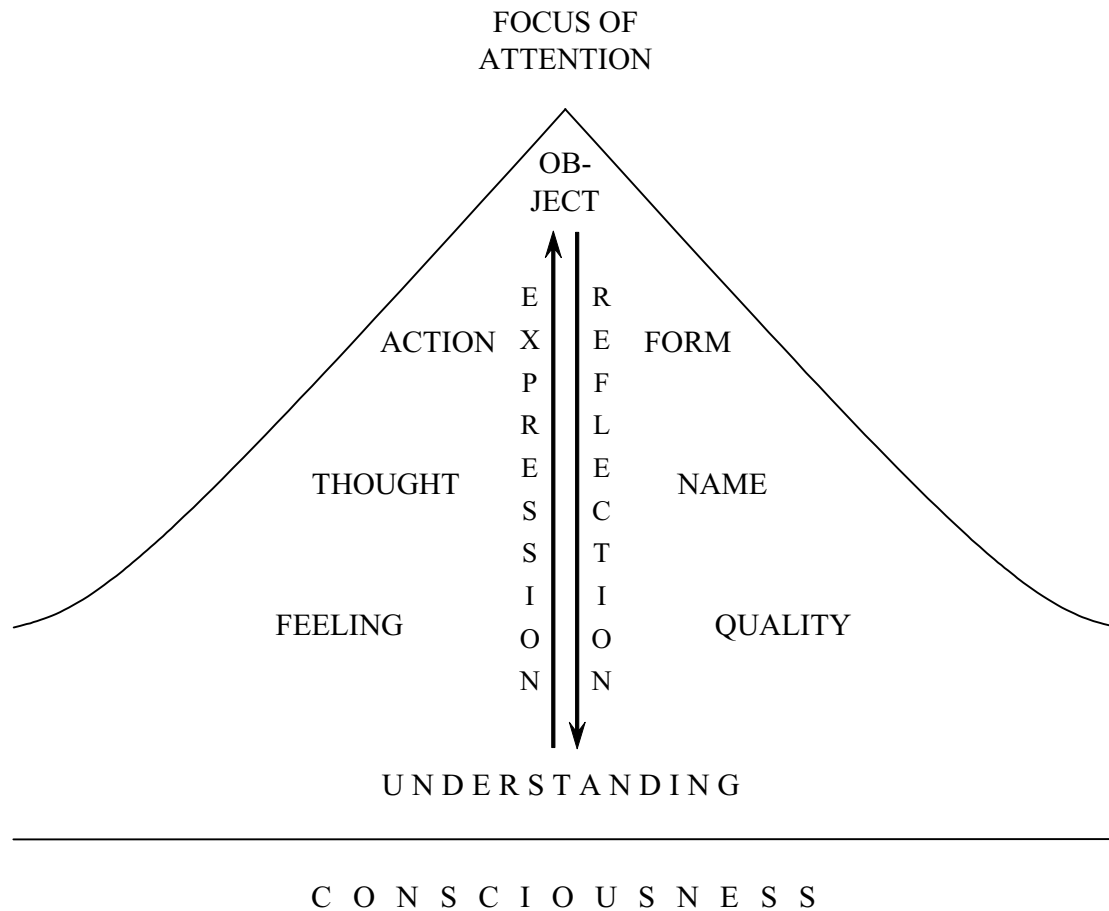 FOCUS OF
ATTENTION
OB-
JECT
EXPRESSION
REFLECTION
ACTION
FORM
THOUGHT
NAME
FEELING
QUALITY
UNDERSTANDING
CONSCIOUSNESS